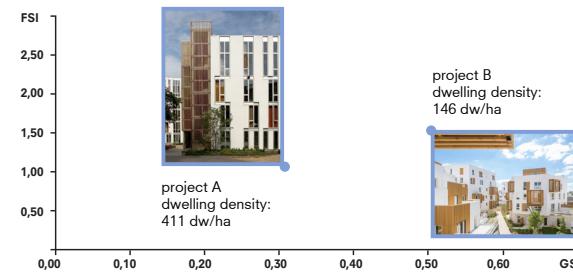 FSI
2,50
2,00
1,50
1,00
0,50
project A
dwelling density:
411 dw/ha
project B
dwelling density:
146 dw/ha
0,00
0,10
0,20
0,30
0,40
0,50
0,60